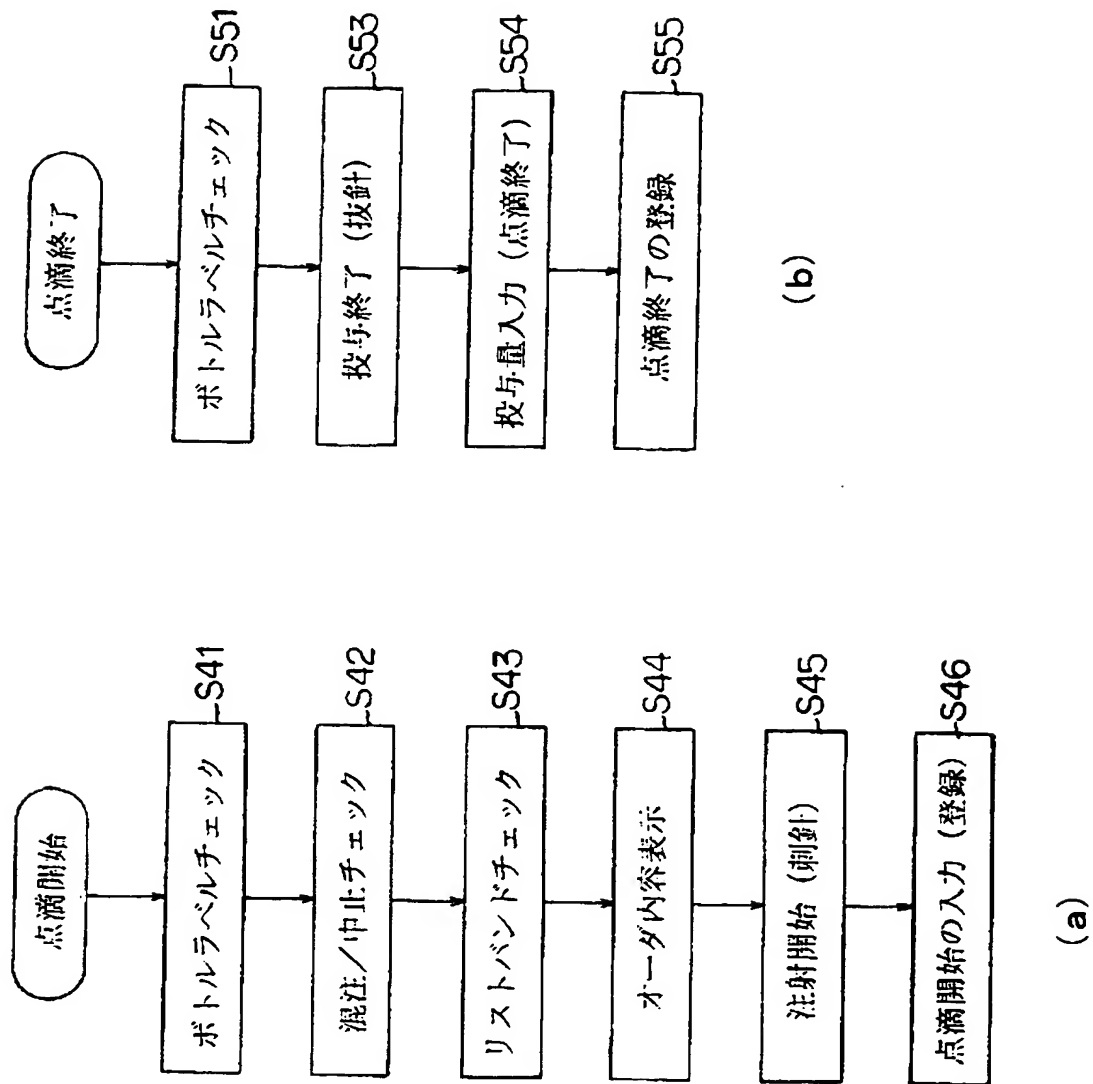 点滴開始
ボトルラベルチェック
S41
混注/中止チェック
S42
リストバンドチェック
S43
オーダ内容表示
S44
注射開始 (刺針)
S45
点滴開始の入力 (登録)
S46
(a)
点滴終了
ボトルラベルチェック
S51
投与終了 (抜針)
S53
投与量入力 (点滴終了)
S54
点滴終了の登録
S55
(b)